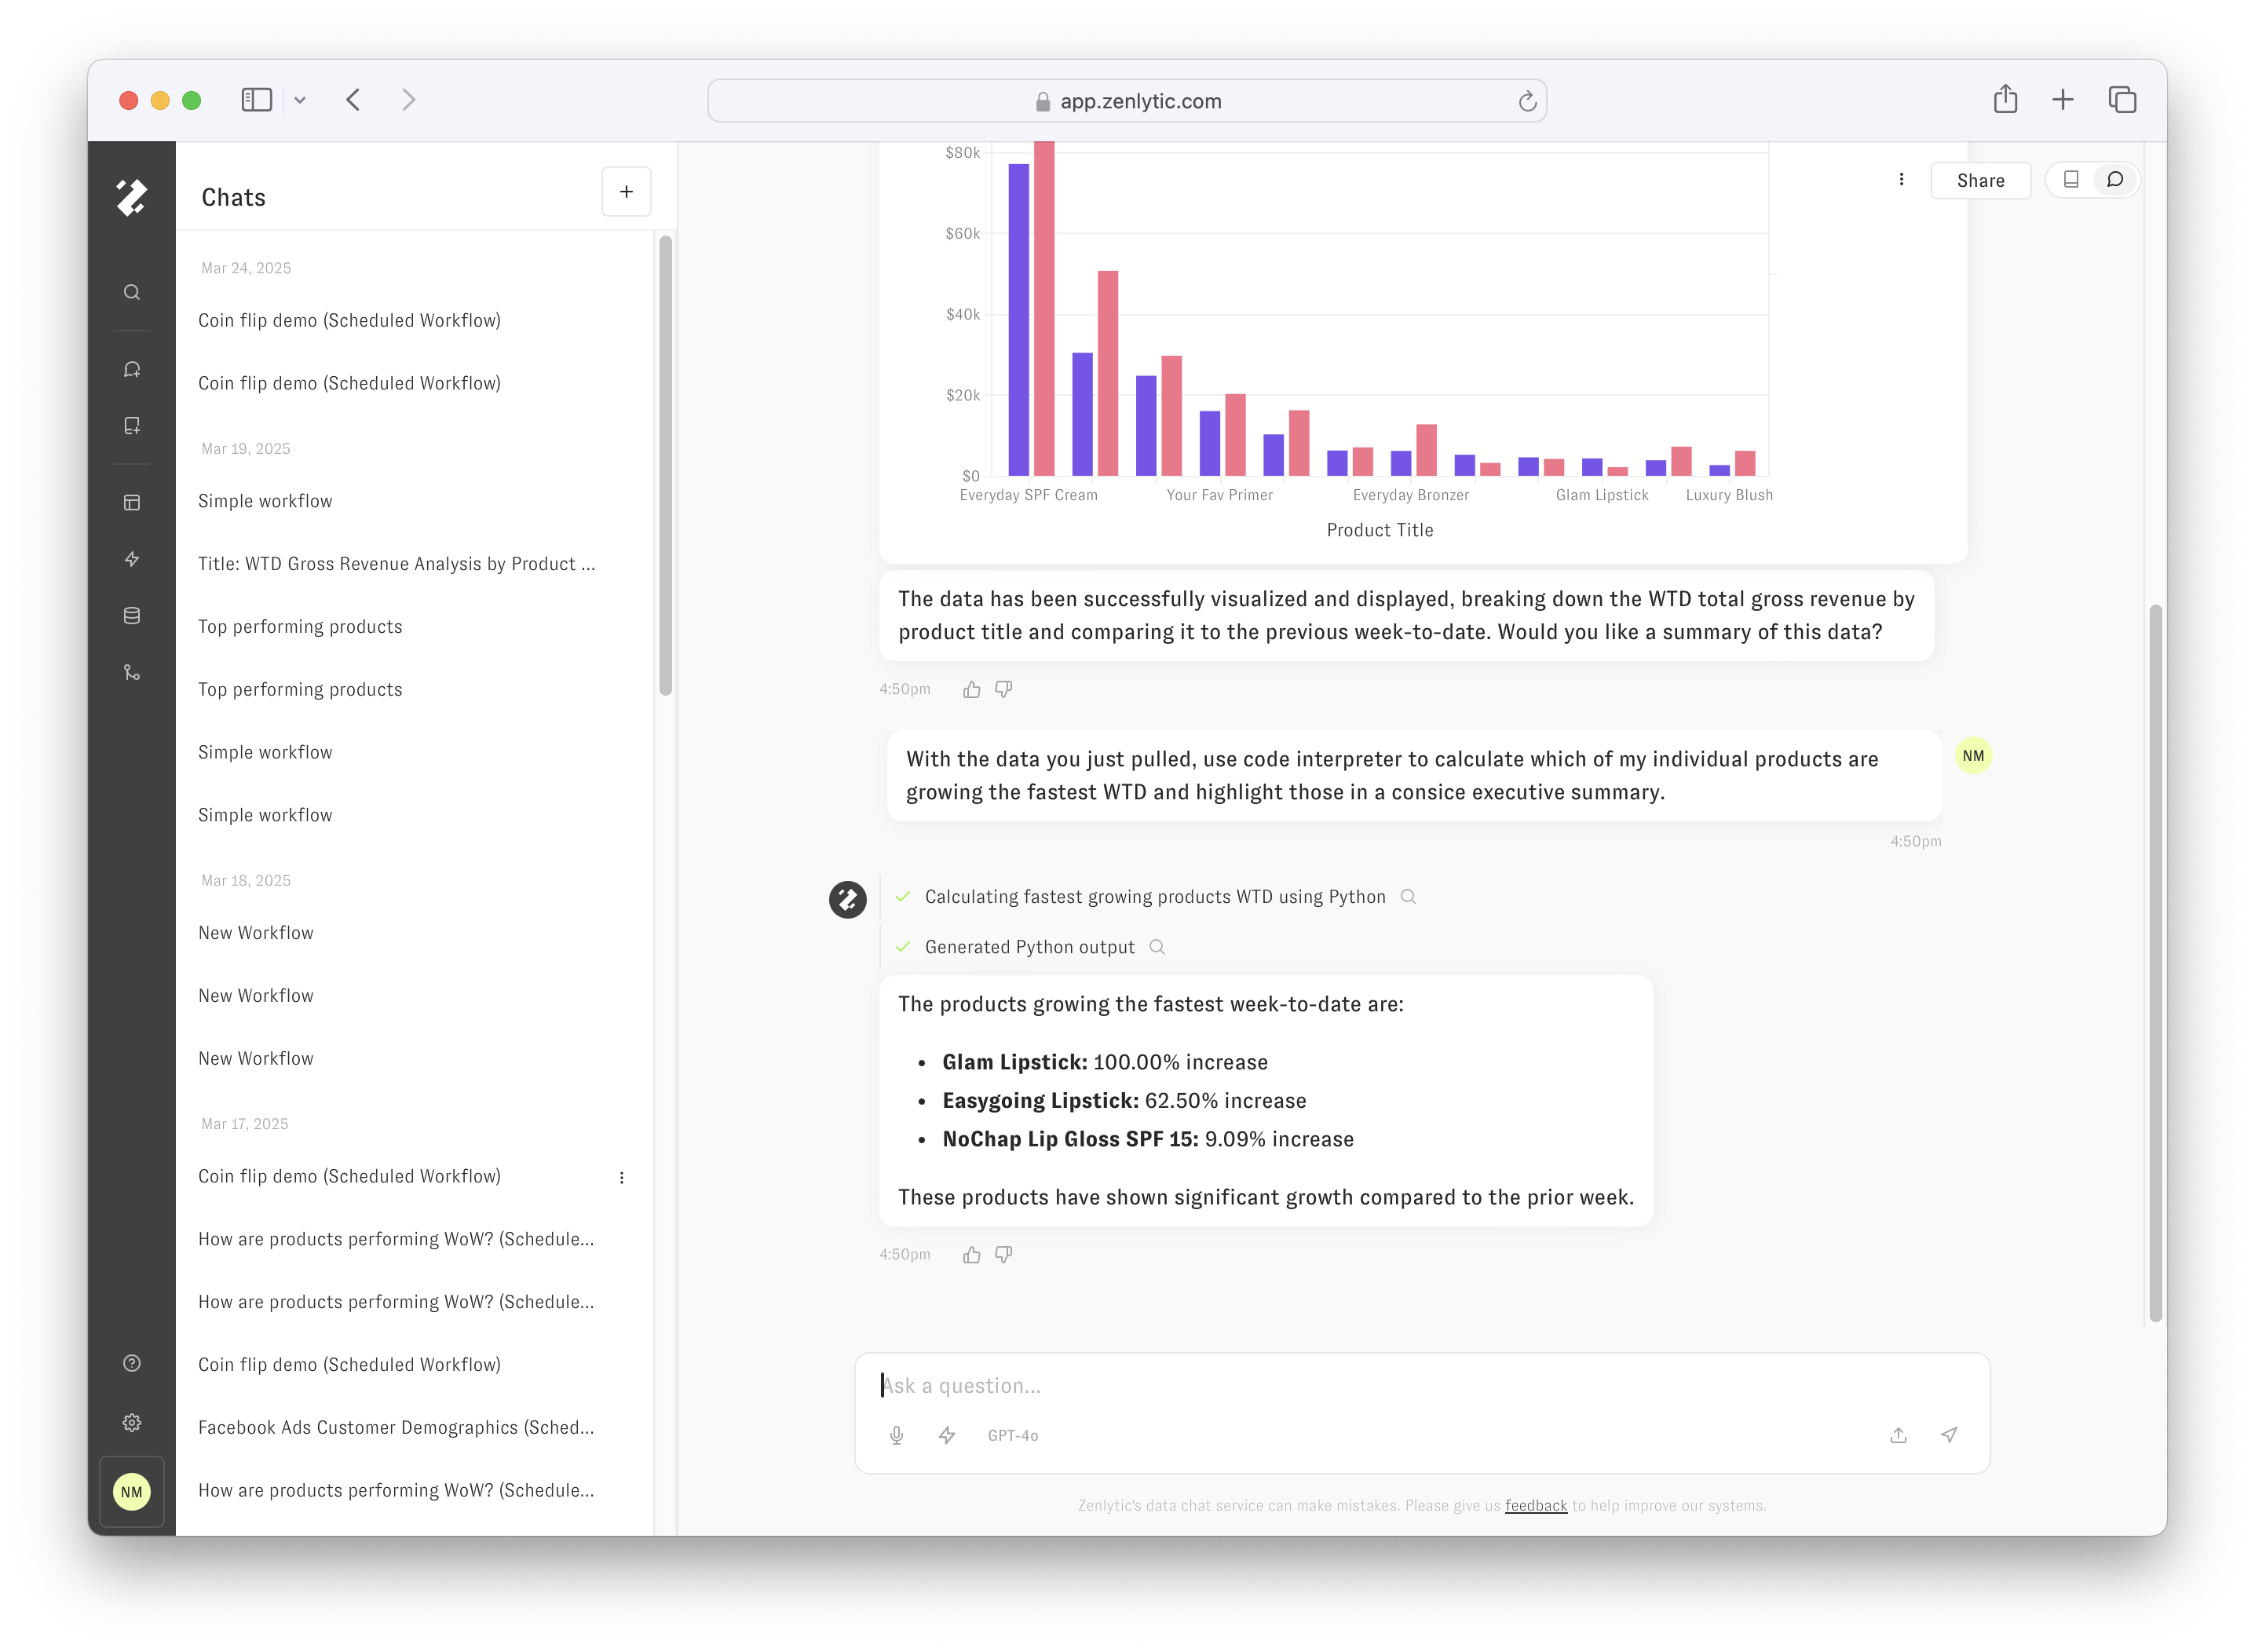 app.zenlytic.com
Chats
+
Mar 24, 2025
Coin flip demo (Scheduled Workflow)
Coin flip demo (Scheduled Workflow)
Mar 19, 2025
Simple workflow
Title: WTD Gross Revenue Analysis by Product ...
Top performing products
Top performing products
Simple workflow
Simple workflow
Mar 18, 2025
New Workflow
New Workflow
New Workflow
Mar 17, 2025
Coin flip demo (Scheduled Workflow)
How are products performing WoW? (Schedule...
How are products performing WoW? (Schedule...
Coin flip demo (Scheduled Workflow)
Facebook Ads Customer Demographics (Sched...
How are products performing WoW? (Schedule...
NM
Share
$80k
$60k
$40k
$20k
$0
Everyday SPF Cream Your Fav Primer Everyday Bronzer Glam Lipstick Luxury Blush
Product Title
The data has been successfully visualized and displayed, breaking down the WTD total gross revenue by
product title and comparing it to the previous week-to-date. Would you like a summary of this data?
4:50pm
With the data you just pulled, use code interpreter to calculate which of my individual products are
growing the fastest WTD and highlight those in a consice executive summary.
NM
4:50pm
Calculating fastest growing products WTD using Python
Generated Python output
The products growing the fastest week-to-date are:
• Glam Lipstick: 100.00% increase
• Easygoing Lipstick: 62.50% increase
• NoChap Lip Gloss SPF 15: 9.09% increase
These products have shown significant growth compared to the prior week.
4:50pm
Ask a question...
GPT-4o
Zenlytic's data chat service can make mistakes. Please give us feedback to help improve our systems.